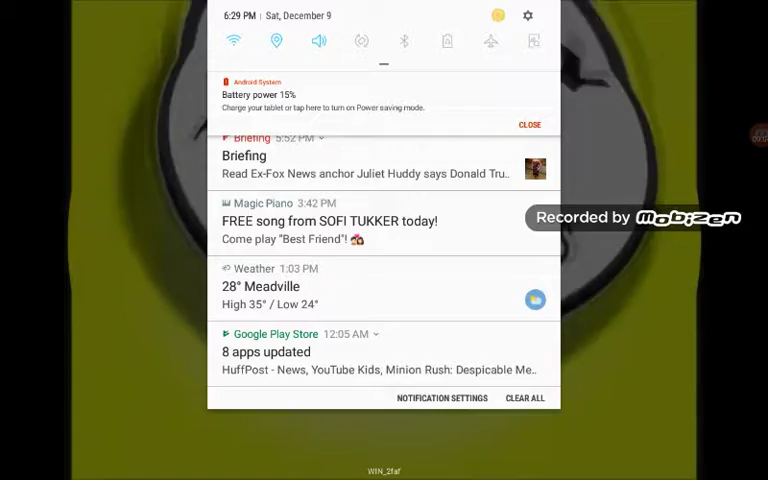 6:29 PM | Sat, December 9
Android System
Battery power 15%
Charge your tablet or tap here to turn on Power saving mode.
CLOSE
Briefing 5:52 PM
Briefing
Read Ex-Fox News anchor Juliet Huddy says Donald Tru..
Magic Piano 3:42 PM
FREE song from SOFI TUKKER today!
Come play "Best Friend"!
Recorded by mobizen
Weather 1:03 PM
28° Meadville
High 35° / Low 24°
Google Play Store 12:05 AM
8 apps updated
HuffPost - News, YouTube Kids, Minion Rush: Despicable Me..
NOTIFICATION SETTINGS CLEAR ALL
WIN_2faf